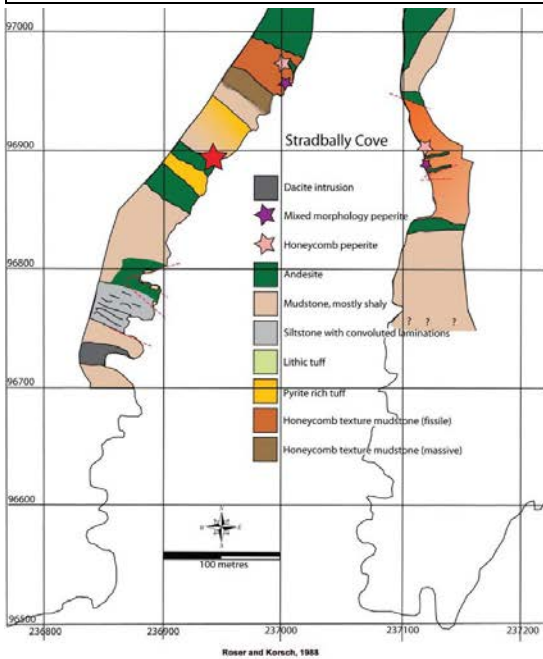 97000
96900
Stradbally Cove
Dacite intrusion
Mixed morphology peperite
Honeycomb peperite
Andesite
96800
Mudstone, mostly shaly
Siltstone with convoluted laminations
? ? ?
Lithic tuff
Pyrite rich tuff
96700
Honeycomb texture mudstone (fissile)
Honeycomb texture mudstone (massive)
96600
N
E
S
100 metres
96500
236800 236900 237000 237100 237200
Roser and Korsch, 1988